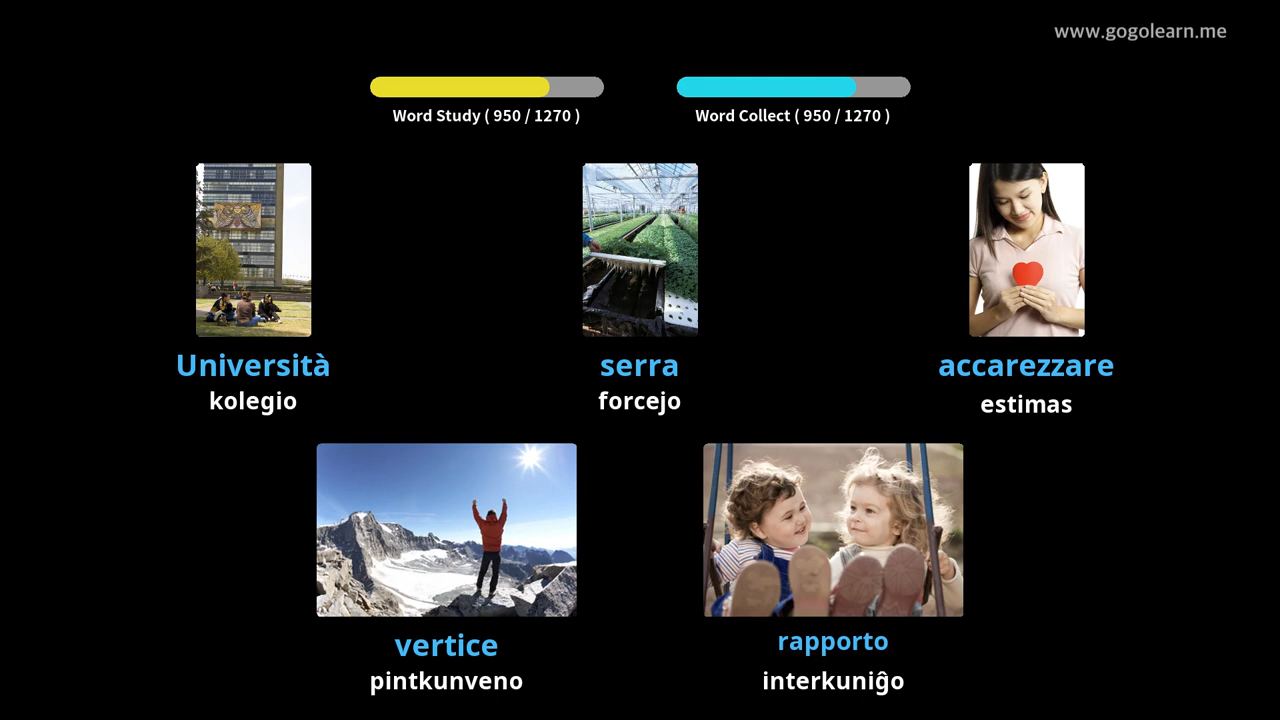 www.gogolearn.me
Word Study ( 950 / 1270 )
Word Collect ( 950 / 1270 )
Università
kolegio
serra
forcejo
accarezzare
estimas
vertice
pintkunveno
rapporto
interkuniĝo